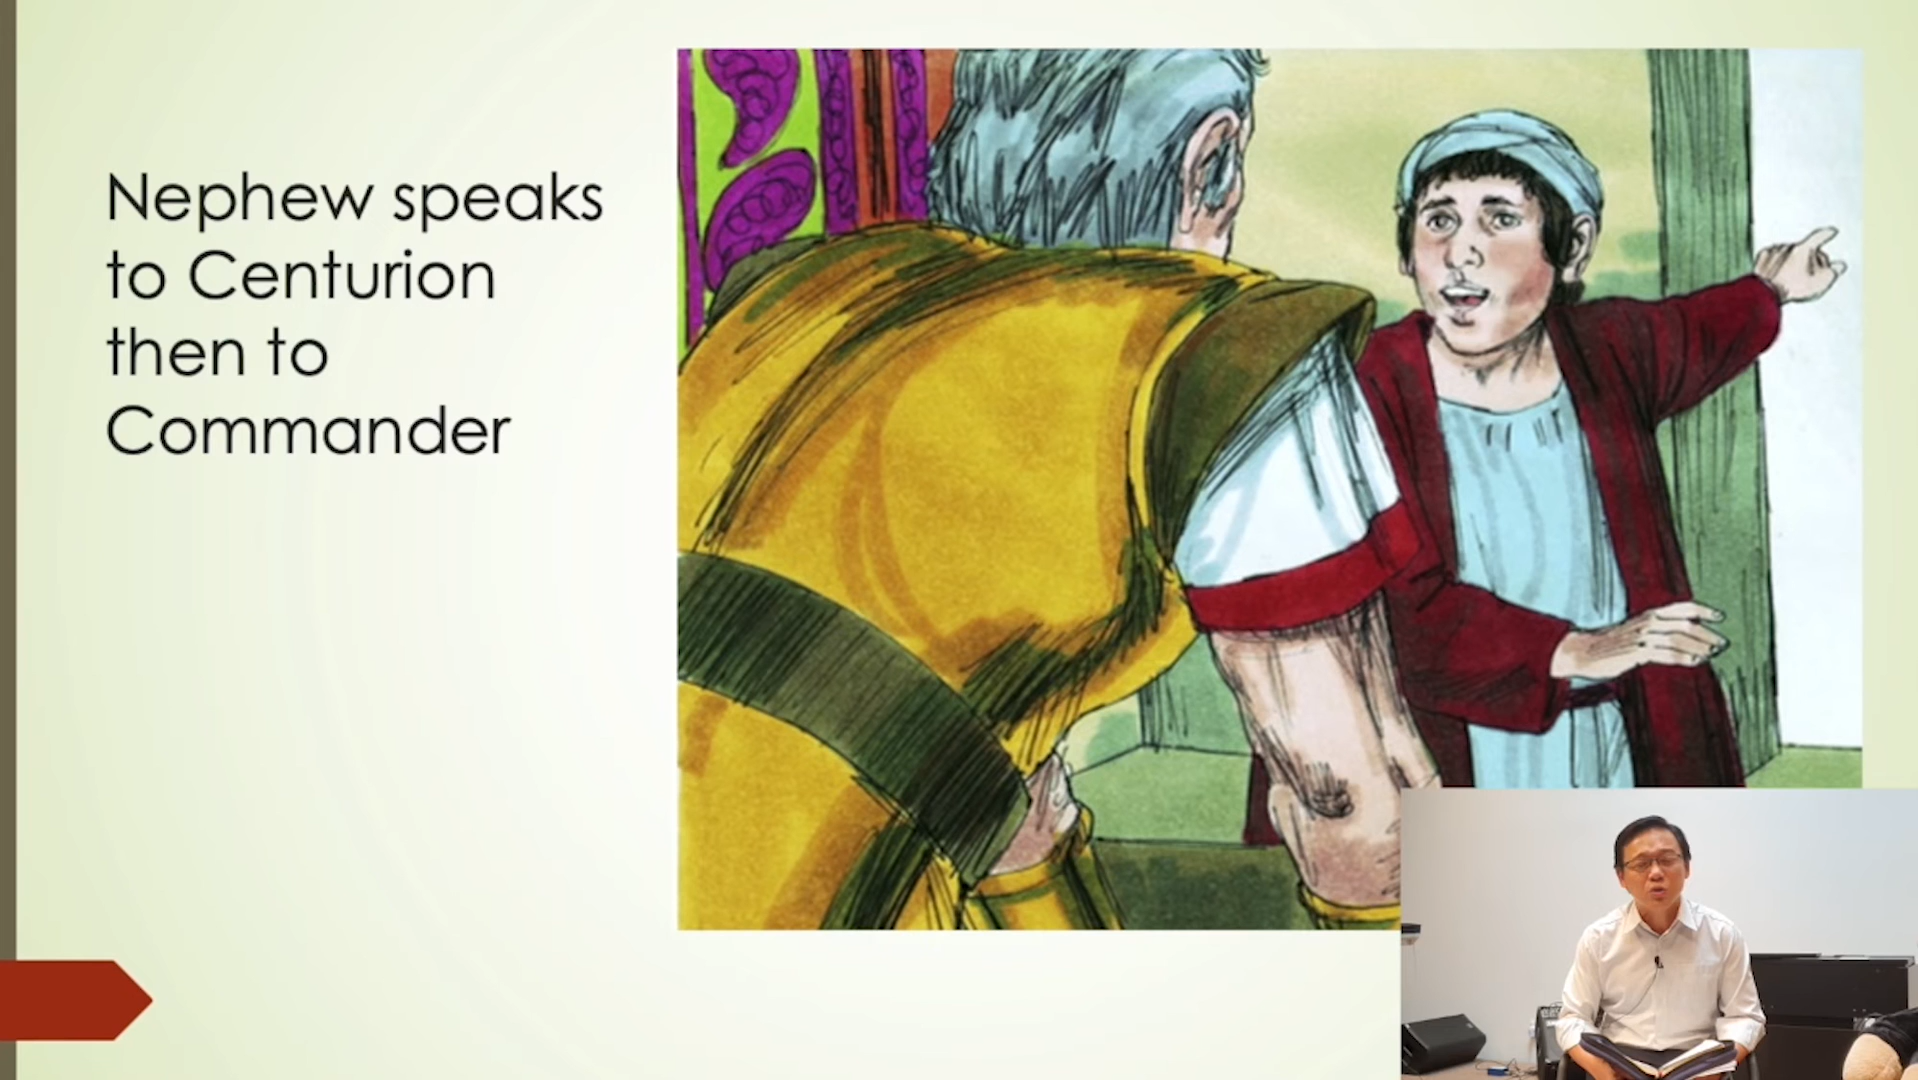 Nephew speaks
to Centurion
then to
Commander